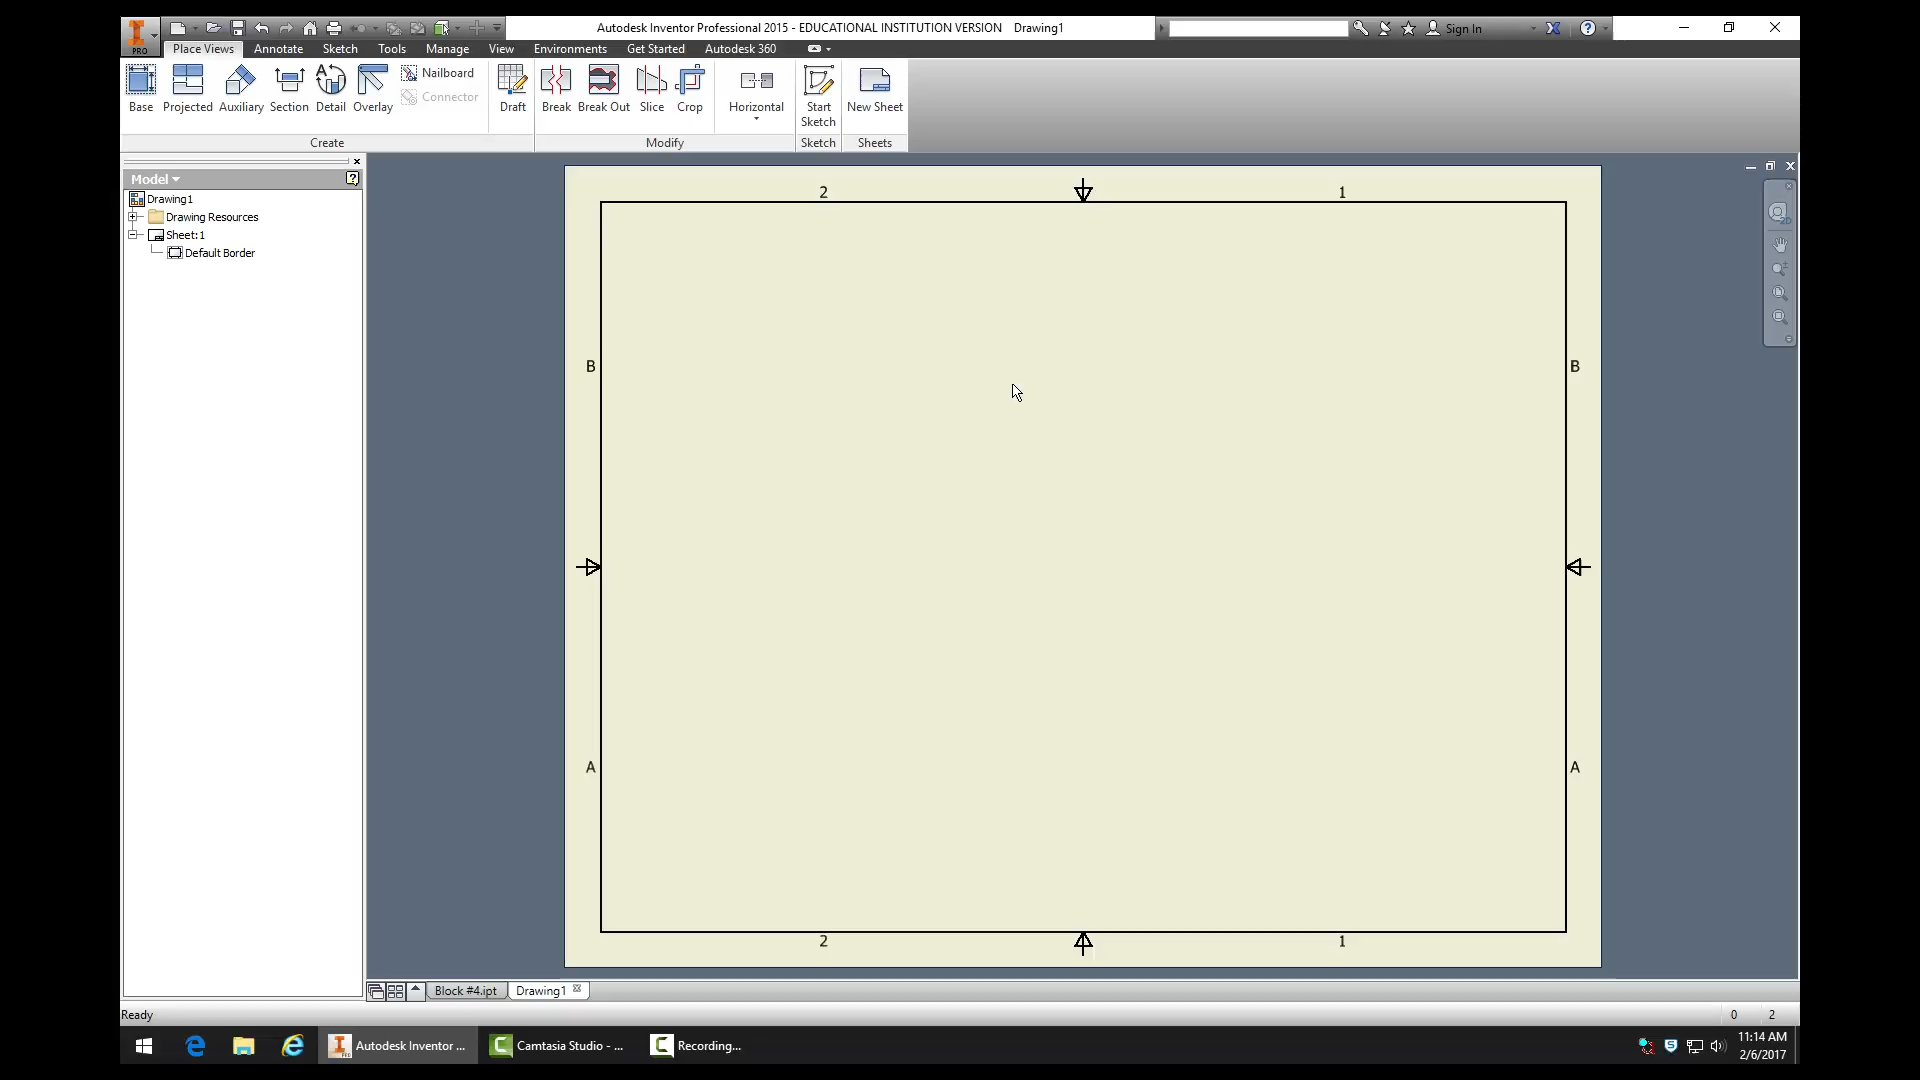 Autodesk Inventor Professional 2015 - EDUCATIONAL INSTITUTION VERSION Drawing1
Sign In
PRO
Place Views Annotate Sketch Tools Manage View Environments Get Started Autodesk 360
Base Projected Auxiliary Section Detail Overlay Nailboard Connector Draft Break Break Out Slice Crop Horizontal Start Sketch New Sheet
Create Modify Sketch Sheets
Model
Drawing1
Drawing Resources
Sheet:1
Default Border
2 1
B B
A A
2 1
Block #4.ipt Drawing1
Ready 0 2
Autodesk Inventor ... Camtasia Studio - ... Recording...
11:14 AM
2/6/2017